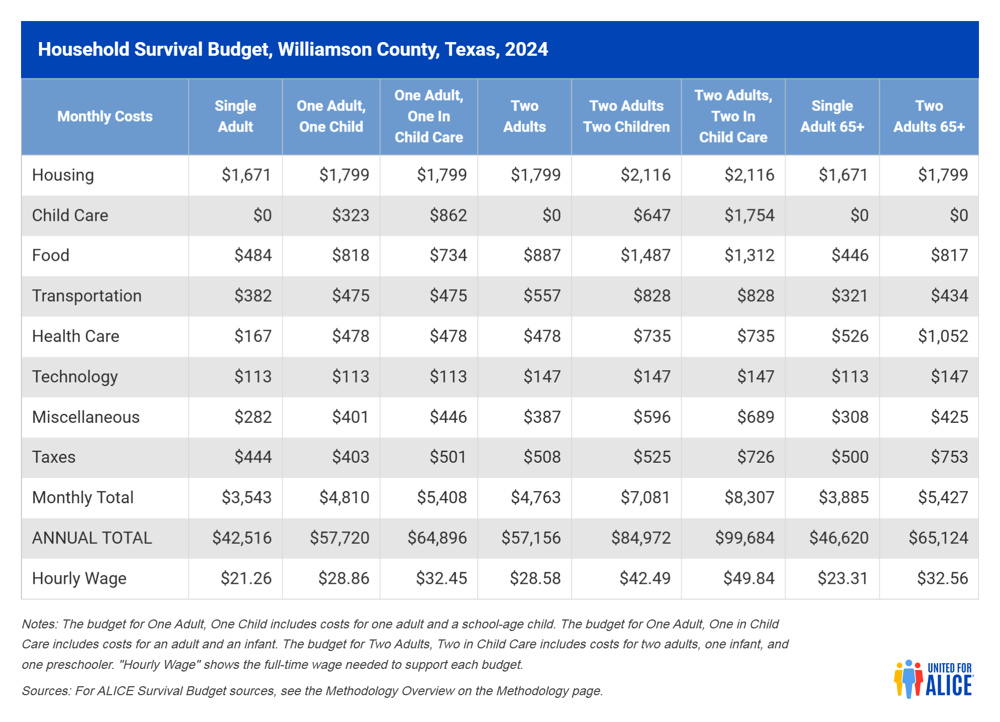 Household Survival Budget, Williamson County, Texas, 2024
Monthly Costs | Single Adult | One Adult, One Child | One Adult, One In Child Care | Two Adults | Two Adults Two Children | Two Adults, Two In Child Care | Single Adult 65+ | Two Adults 65+
Housing $1,671 $1,799 $1,799 $1,799 $2,116 $2,116 $1,671 $1,799
Child Care $0 $323 $862 $0 $647 $1,754 $0 $0
Food $484 $818 $734 $887 $1,487 $1,312 $446 $817
Transportation $382 $475 $475 $557 $828 $828 $321 $434
Health Care $167 $478 $478 $478 $735 $735 $526 $1,052
Technology $113 $113 $113 $147 $147 $147 $113 $147
Miscellaneous $282 $401 $446 $387 $596 $689 $308 $425
Taxes $444 $403 $501 $508 $525 $726 $500 $753
Monthly Total $3,543 $4,810 $5,408 $4,763 $7,081 $8,307 $3,885 $5,427
ANNUAL TOTAL $42,516 $57,720 $64,896 $57,156 $84,972 $99,684 $46,620 $65,124
Hourly Wage $21.26 $28.86 $32.45 $28.58 $42.49 $49.84 $23.31 $32.56
Notes: The budget for One Adult, One Child includes costs for one adult and a school-age child. The budget for One Adult, One in Child
Care includes costs for an adult and an infant. The budget for Two Adults, Two in Child Care includes costs for two adults, one infant, and
one preschooler. "Hourly Wage" shows the full-time wage needed to support each budget.
Sources: For ALICE Survival Budget sources, see the Methodology Overview on the Methodology page.
UNITED FOR
ALICE